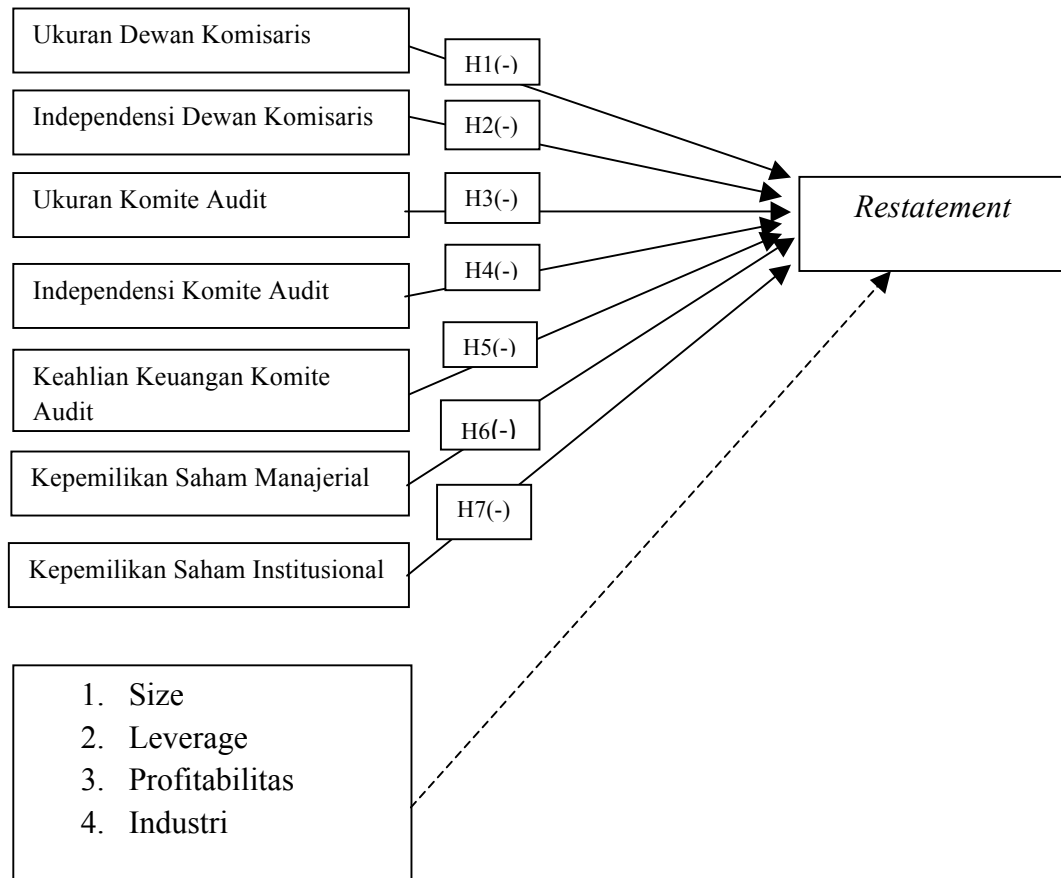 Ukuran Dewan Komisaris
H1(-)
Independensi Dewan Komisaris
H2(-)
Ukuran Komite Audit
H3(-)
Restatement
Independensi Komite Audit
H4(-)
Keahlian Keuangan Komite
Audit
H5(-)
Kepemilikan Saham Manajerial
H6(-)
Kepemilikan Saham Institusional
H7(-)
1. Size
2. Leverage
3. Profitabilitas
4. Industri